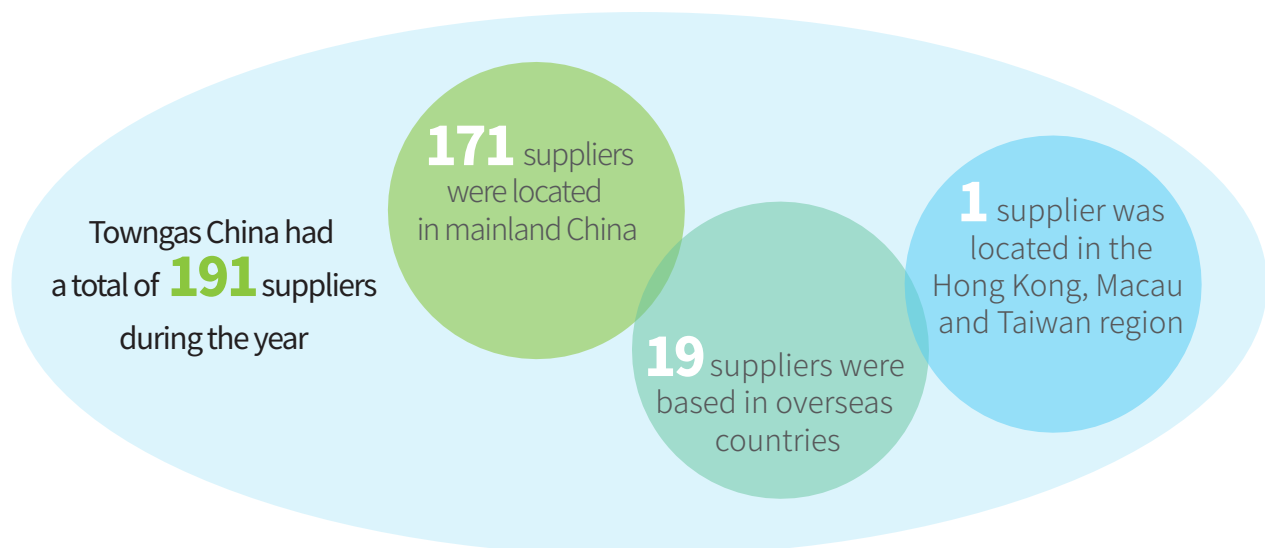 Towngas China had
a total of 191 suppliers
during the year
171 suppliers
were located
in mainland China
19 suppliers were
based in overseas
countries
1 supplier was
located in the
Hong Kong, Macau
and Taiwan region